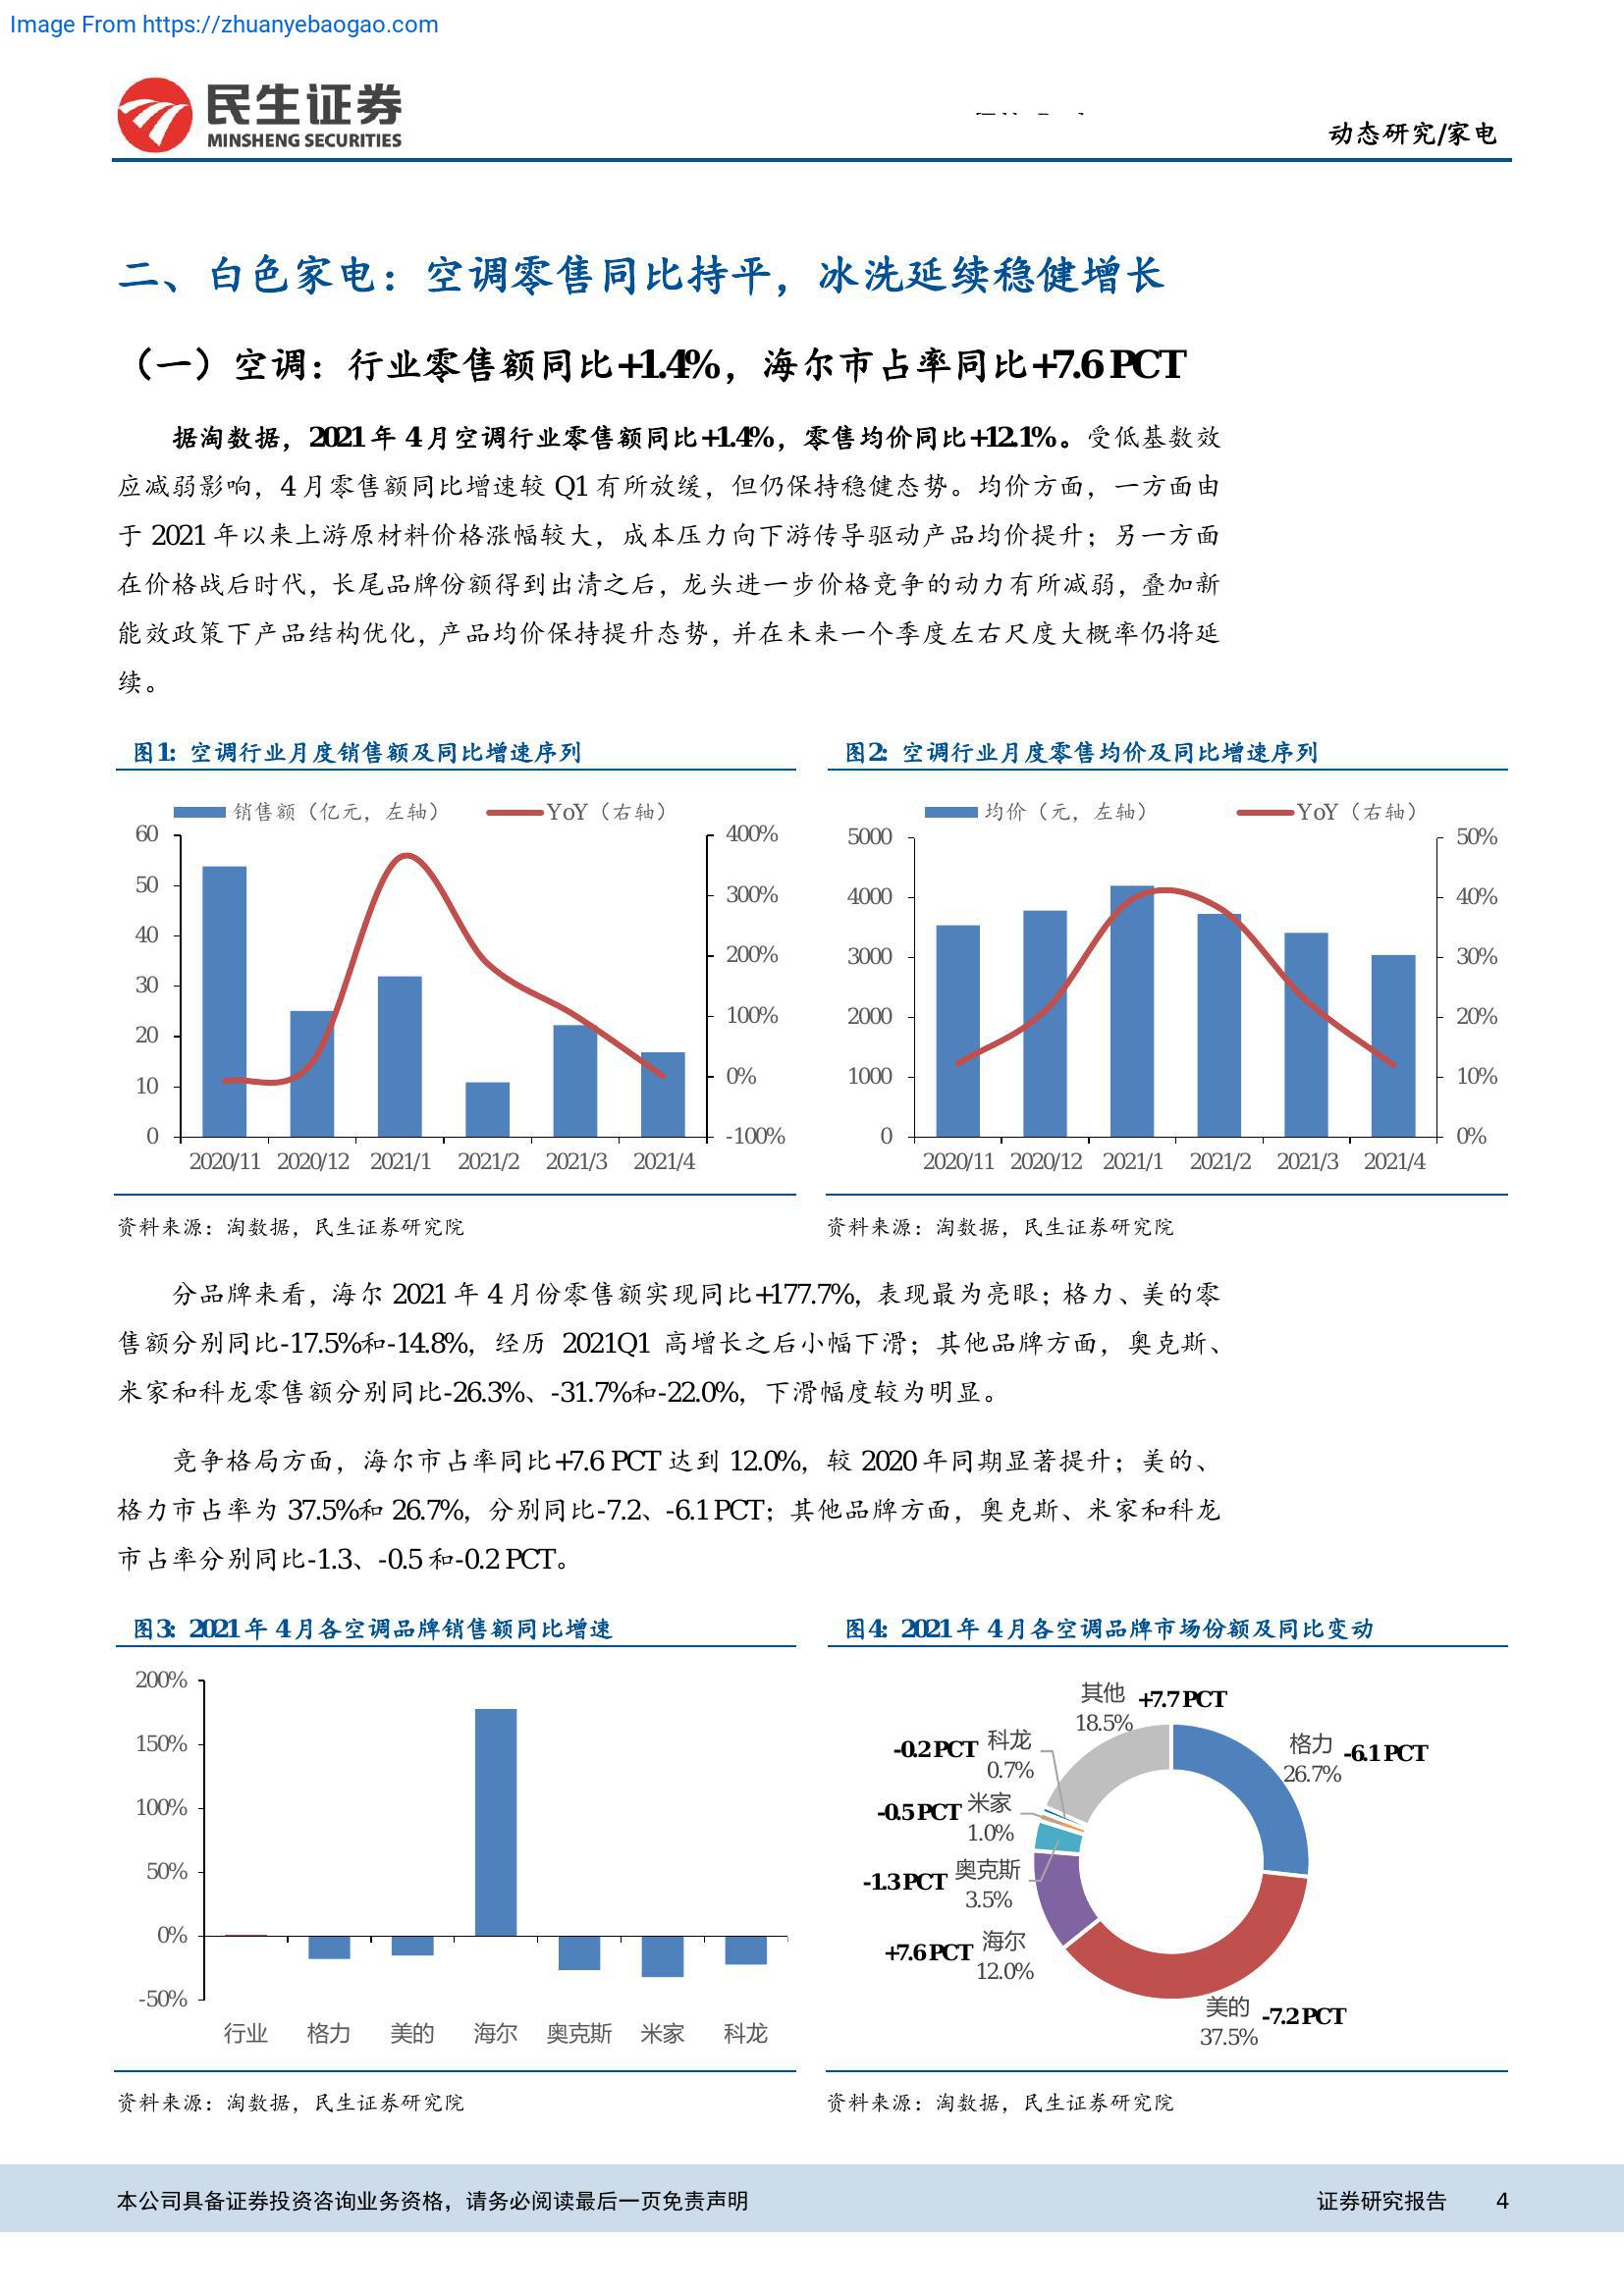 Image From https://zhuanyebaogao.com
民生证券
MINSHENG SECURITIES
动态研究/家电
二、白色家电：空调零售同比持平，冰洗延续稳健增长
（一）空调：行业零售额同比+1.4%，海尔市占率同比+7.6 PCT
据淘数据，2021 年 4 月空调行业零售额同比+1.4%，零售均价同比+12.1%。受低基数效
应减弱影响，4 月零售额同比增速较 Q1 有所放缓，但仍保持稳健态势。均价方面，一方面由
于 2021 年以来上游原材料价格涨幅较大，成本压力向下游传导驱动产品均价提升；另一方面
在价格战后时代，长尾品牌份额得到出清之后，龙头进一步价格竞争的动力有所减弱，叠加新
能效政策下产品结构优化，产品均价保持提升态势，并在未来一个季度左右尺度大概率仍将延
续。
图1：空调行业月度销售额及同比增速序列
销售额（亿元，左轴） YoY（右轴）
60 400%
50 300%
40 200%
30 100%
20 0%
10 -100%
0
2020/11 2020/12 2021/1 2021/2 2021/3 2021/4
资料来源：淘数据，民生证券研究院
图2：空调行业月度零售均价及同比增速序列
均价（元，左轴） YoY（右轴）
5000 50%
4000 40%
3000 30%
2000 20%
1000 10%
0 0%
2020/11 2020/12 2021/1 2021/2 2021/3 2021/4
资料来源：淘数据，民生证券研究院
分品牌来看，海尔 2021 年 4 月份零售额实现同比+177.7%，表现最为亮眼；格力、美的零
售额分别同比-17.5%和-14.8%，经历 2021Q1 高增长之后小幅下滑；其他品牌方面，奥克斯、
米家和科龙零售额分别同比-26.3%、-31.7%和-22.0%，下滑幅度较为明显。
竞争格局方面，海尔市占率同比+7.6 PCT 达到 12.0%，较 2020 年同期显著提升；美的、
格力市占率为 37.5%和 26.7%，分别同比-7.2、-6.1 PCT；其他品牌方面，奥克斯、米家和科龙
市占率分别同比-1.3、-0.5 和-0.2 PCT。
图3：2021 年 4 月各空调品牌销售额同比增速
200%
150%
100%
50%
0%
-50%
行业 格力 美的 海尔 奥克斯 米家 科龙
资料来源：淘数据，民生证券研究院
图4：2021 年 4 月各空调品牌市场份额及同比变动
其他 +7.7 PCT
18.5%
格力 -6.1 PCT
26.7%
-0.2 PCT 科龙
0.7%
-0.5 PCT 米家
1.0%
-1.3 PCT 奥克斯
3.5%
+7.6 PCT 海尔
12.0%
美的 -7.2 PCT
37.5%
资料来源：淘数据，民生证券研究院
本公司具备证券投资咨询业务资格，请务必阅读最后一页免责声明
证券研究报告 4